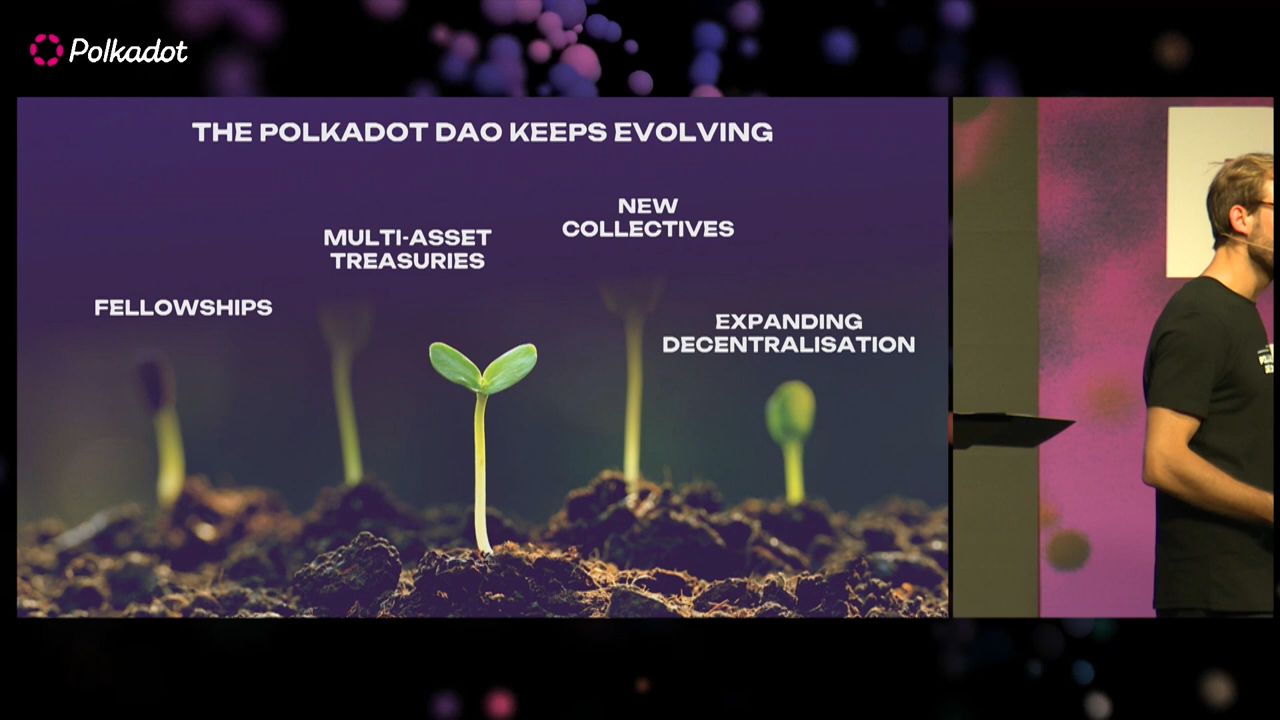 Polkadot
THE POLKADOT DAO KEEPS EVOLVING
NEW
COLLECTIVES
MULTI-ASSET
TREASURIES
FELLOWSHIPS
EXPANDING
DECENTRALISATION